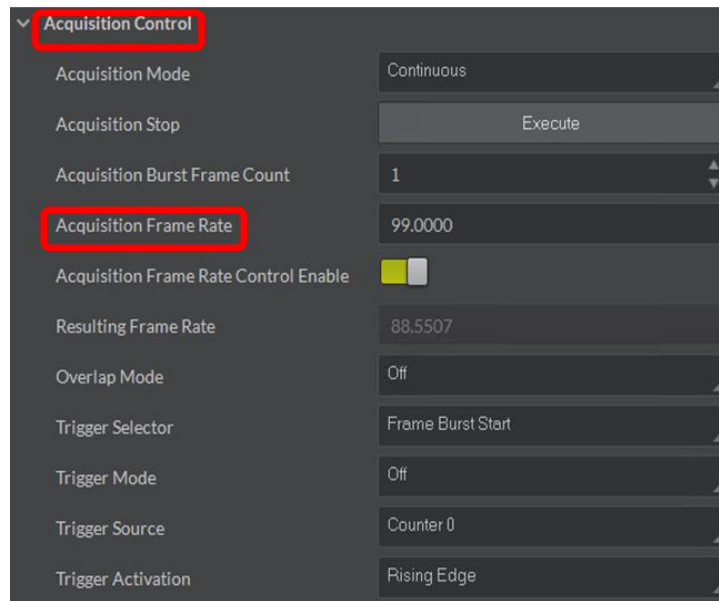 Acquisition Control
Acquisition Mode Continuous
Acquisition Stop Execute
Acquisition Burst Frame Count 1
Acquisition Frame Rate 99.0000
Acquisition Frame Rate Control Enable
Resulting Frame Rate 88.5507
Overlap Mode Off
Trigger Selector Frame Burst Start
Trigger Mode Off
Trigger Source Counter 0
Trigger Activation Rising Edge